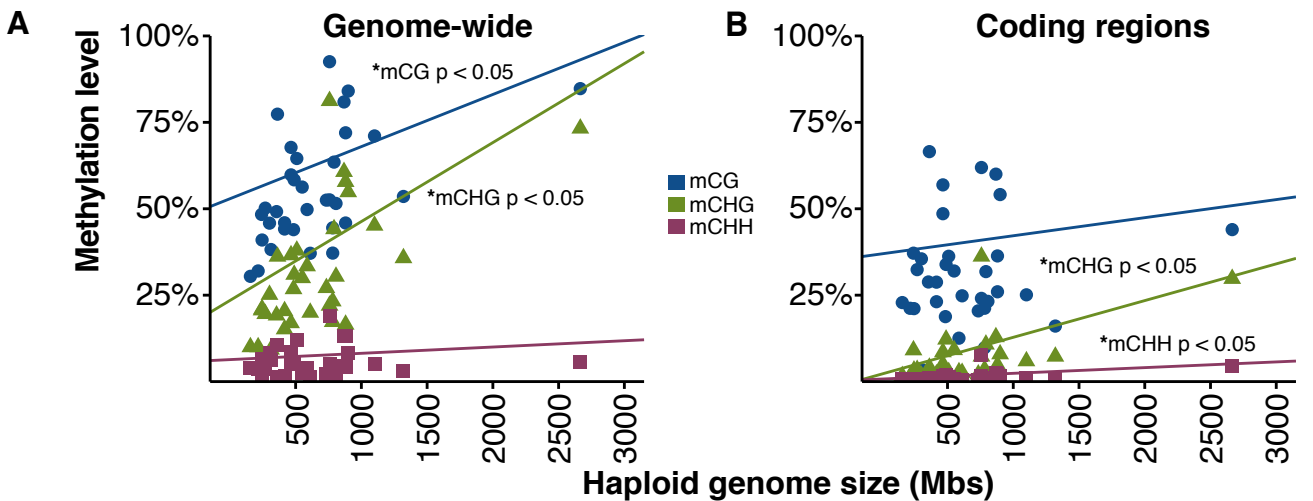 A
Genome-wide
Methylation level
100%
75%
50%
25%
*mCG p < 0.05
*mCHG p < 0.05
500
1000
1500
2000
2500
3000
mCG
mCHG
mCHH
B
Coding regions
100%
75%
50%
25%
*mCHG p < 0.05
*mCHH p < 0.05
500
1000
1500
2000
2500
3000
Haploid genome size (Mbs)